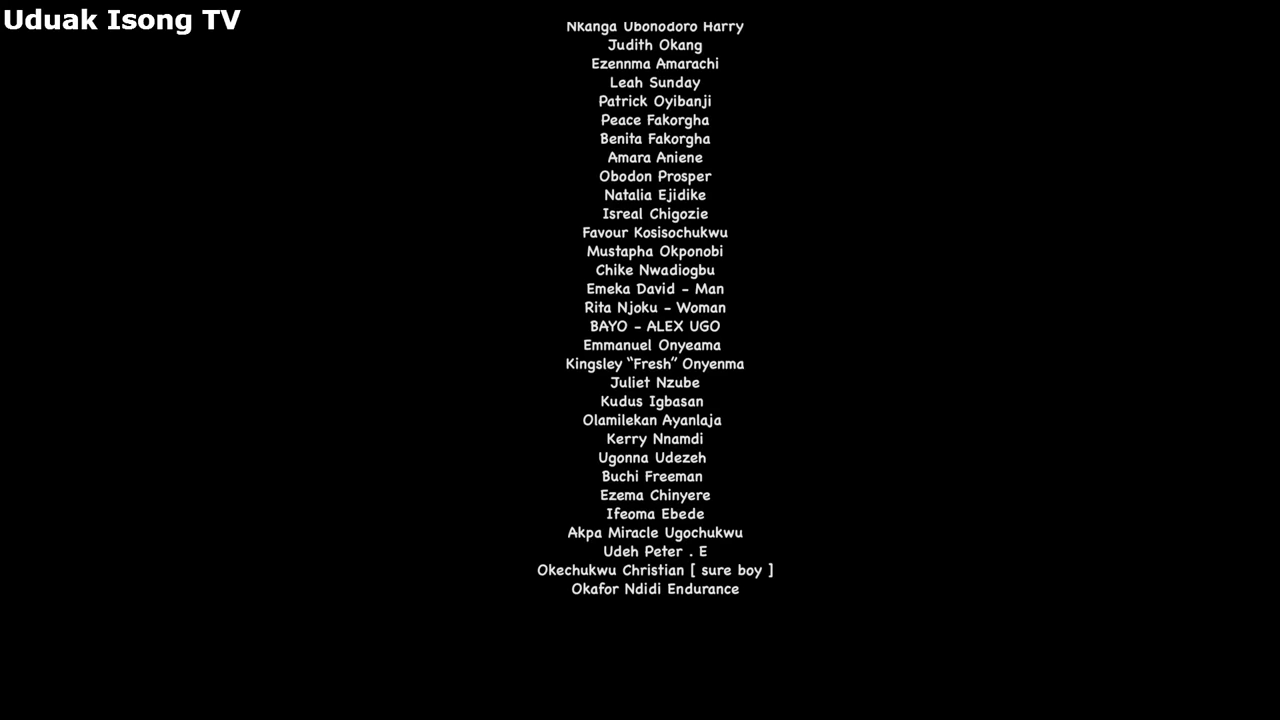 Uduak Isong TV
Nkanga Ubonodoro Harry
Judith Okang
Ezennma Amarachi
Leah Sunday
Patrick Oyibanji
Peace Fakorgha
Benita Fakorgha
Amara Aniene
Obodon Prosper
Natalia Ejidike
Isreal Chigozie
Favour Kosisochukwu
Mustapha Okponobi
Chike Nwadiogbu
Emeka David - Man
Rita Njoku - Woman
BAYO - ALEX UGO
Emmanuel Onyeama
Kingsley “Fresh” Onyenma
Juliet Nzube
Kudus Igbasan
Olamilekan Ayanlaja
Kerry Nnamdi
Ugonna Udezeh
Buchi Freeman
Ezema Chinyere
Ifeoma Ebede
Akpa Miracle Ugochukwu
Udeh Peter . E
Okechukwu Christian [ sure boy ]
Okafor Ndidi Endurance